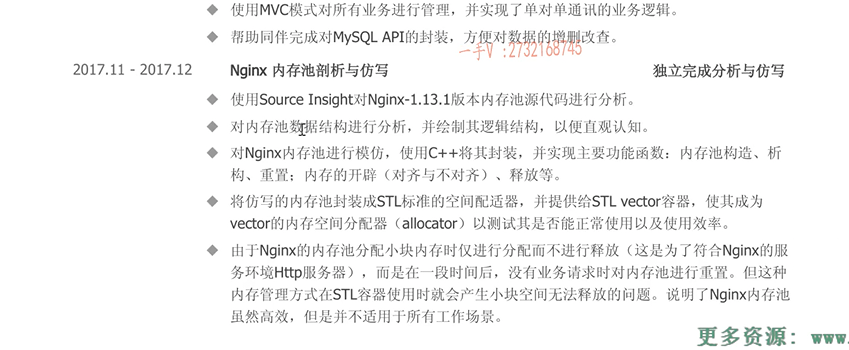 ◆ 使用MVC模式对所有业务进行管理，并实现了单对单通讯的业务逻辑。
◆ 帮助同伴完成对MySQL API的封装，方便对数据的增删改查。
一手V :2732168745
2017.11 - 2017.12 Nginx 内存池剖析与仿写 独立完成分析与仿写
◆ 使用Source Insight对Nginx-1.13.1版本内存池源代码进行分析。
◆ 对内存池数据结构进行分析，并绘制其逻辑结构，以便直观认知。
◆ 对Nginx内存池进行模仿，使用C++将其封装，并实现主要功能函数：内存池构造、析
构、重置；内存的开辟（对齐与不对齐）、释放等。
◆ 将仿写的内存池封装成STL标准的空间配适器，并提供给STL vector容器，使其成为
vector的内存空间分配器（allocator）以测试其是否能正常使用以及使用效率。
◆ 由于Nginx的内存池分配小块内存时仅进行分配而不进行释放（这是为了符合Nginx的服
务环境Http服务器），而是在一段时间后，没有业务请求时对内存池进行重置。但这种
内存管理方式在STL容器使用时就会产生小块空间无法释放的问题。说明了Nginx内存池
虽然高效，但是并不适用于所有工作场景。
更多资源：www.